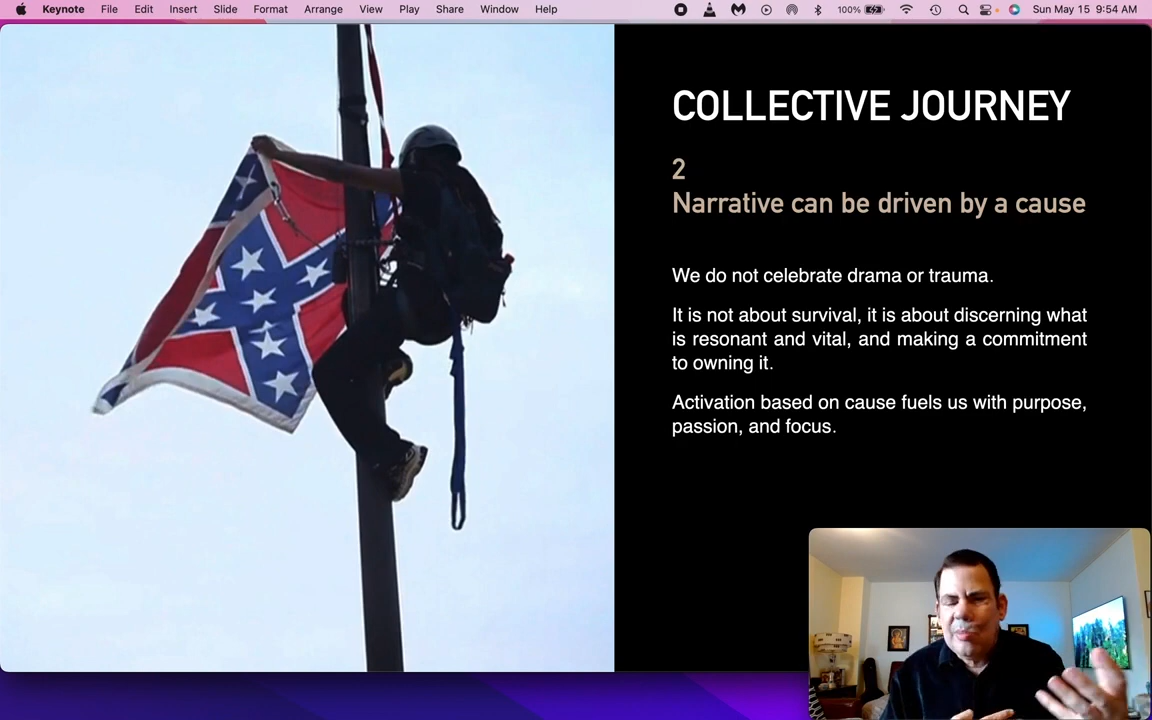 Keynote File Edit Insert Slide Format Arrange View Play Share Window Help 100% Sun May 15 9:54 AM
COLLECTIVE JOURNEY
2
Narrative can be driven by a cause
We do not celebrate drama or trauma.
It is not about survival, it is about discerning what
is resonant and vital, and making a commitment
to owning it.
Activation based on cause fuels us with purpose,
passion, and focus.